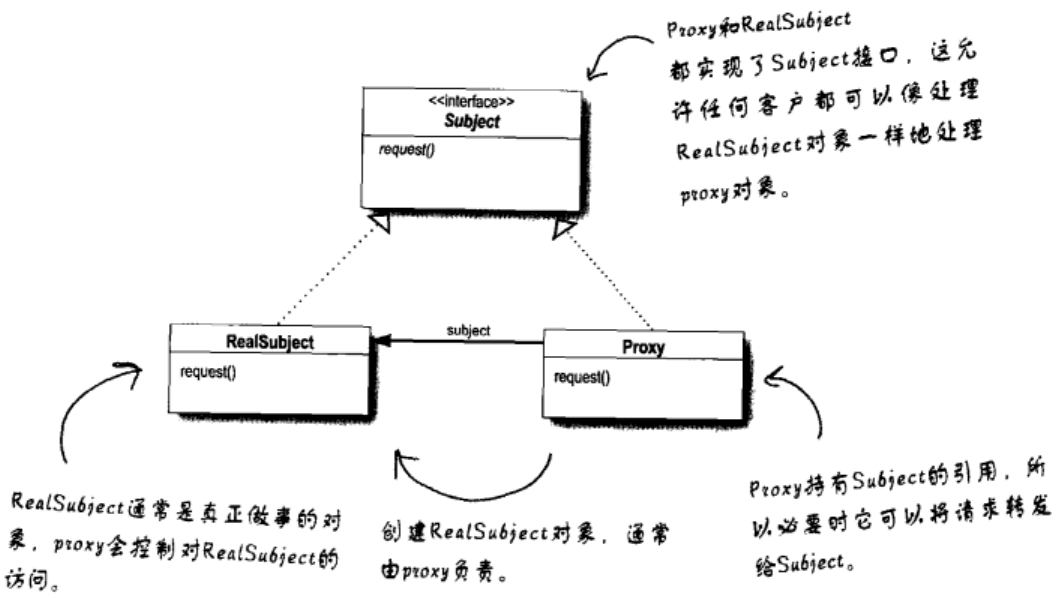 Proxy和RealSubject
都实现了Subject接口，这允
许任何客户都可以像处理
RealSubject对象一样地处理
proxy对象。
<<interface>>
Subject
request()
RealSubject
request()
subject
Proxy
request()
RealSubject通常是真正做事的对
象，proxy会控制对RealSubject的
访问。
创建RealSubject对象，通常
由proxy负责。
Proxy持有Subject的引用，所
以必要时它可以将请求转发
给Subject。